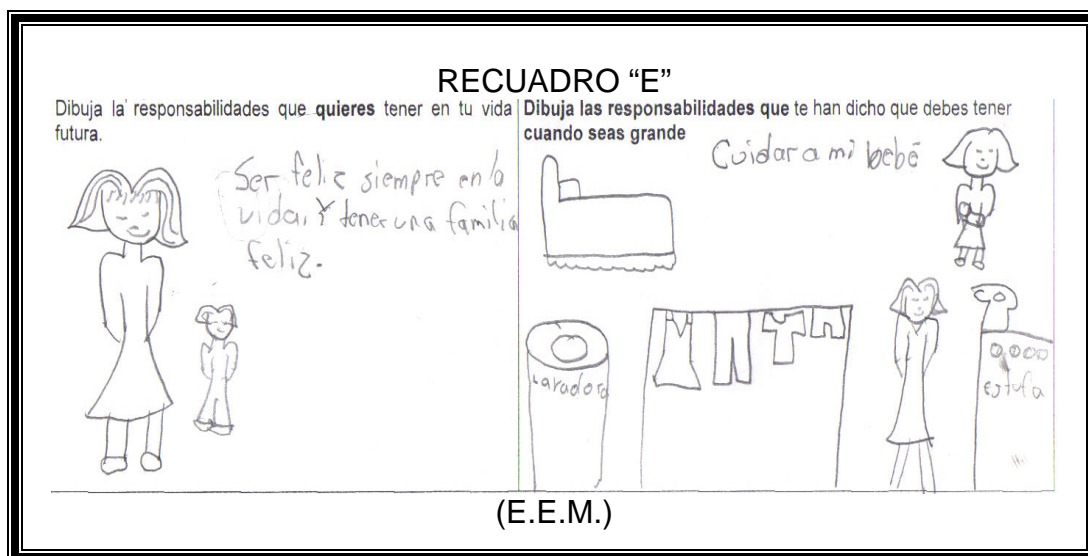 RECUADRO “E”
Dibuja la responsabilidades que quieres tener en tu vida
futura.
Ser feliz siempre en la
vida. Y tener una familia
feliz.
Dibuja las responsabilidades que te han dicho que debes tener
cuando seas grande
Cuidar a mi bebé
Lavadora
estufa
(E.E.M.)